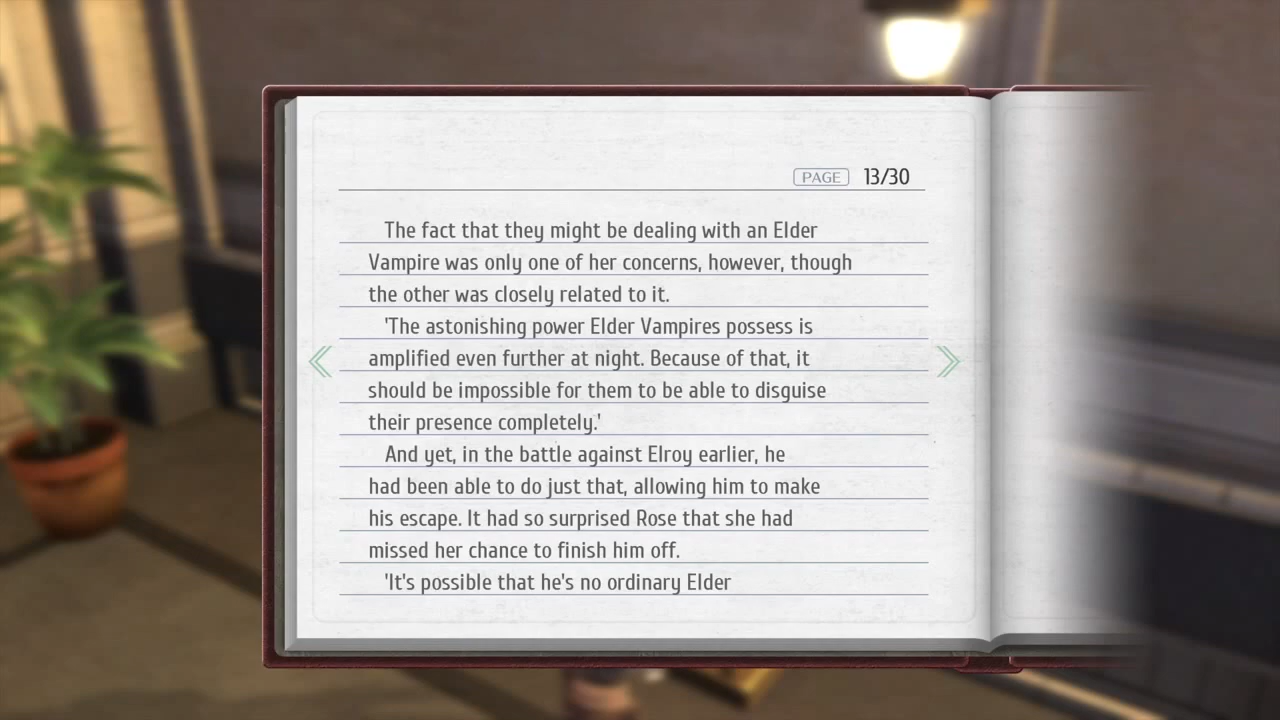 PAGE 13/30
The fact that they might be dealing with an Elder
Vampire was only one of her concerns, however, though
the other was closely related to it.
'The astonishing power Elder Vampires possess is
amplified even further at night. Because of that, it
should be impossible for them to be able to disguise
their presence completely.'
And yet, in the battle against Elroy earlier, he
had been able to do just that, allowing him to make
his escape. It had so surprised Rose that she had
missed her chance to finish him off.
'It's possible that he's no ordinary Elder